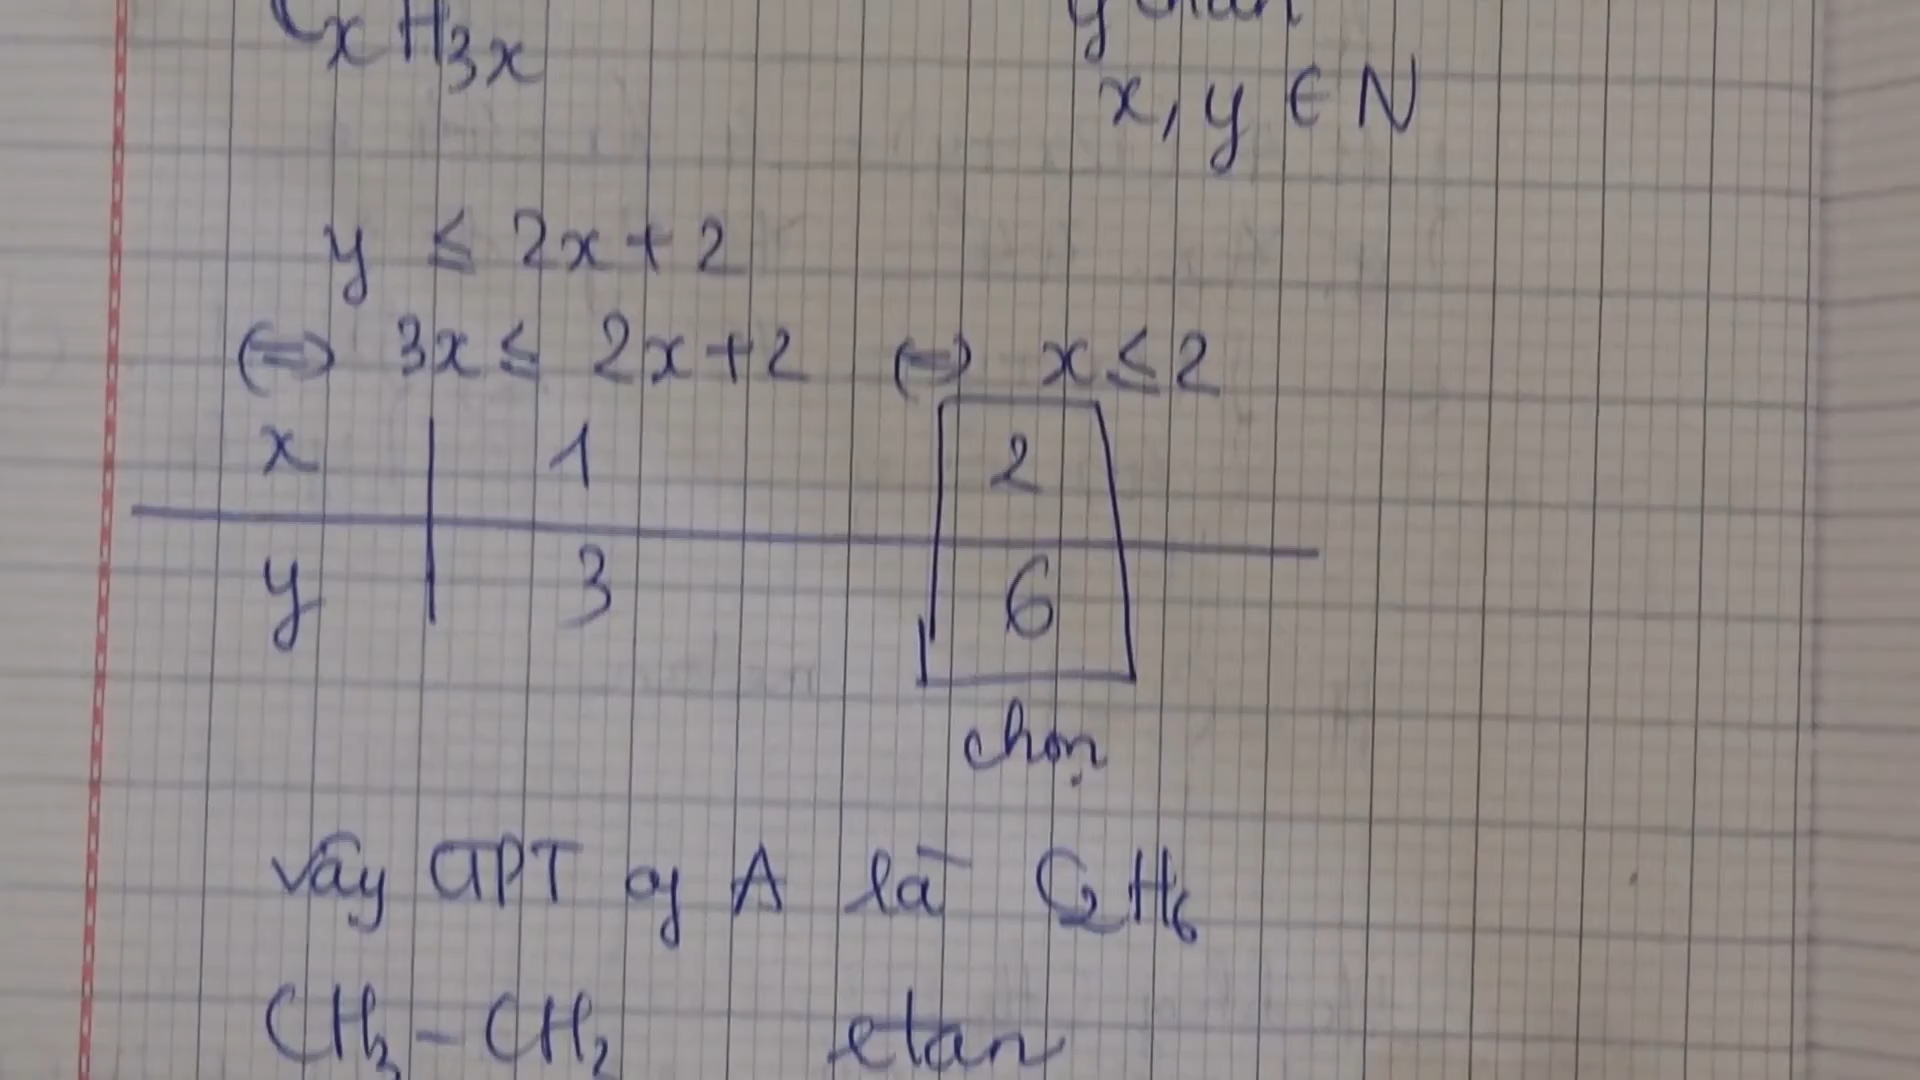 CxH3x
y chẵn
x, y ∈ N
y ≤ 2x + 2
⇔ 3x ≤ 2x + 2 ⇔ x ≤ 2
x 1 2
y 3 6
chọn
Vậy CTPT of A là C2H6
CH3 - CH2 etan